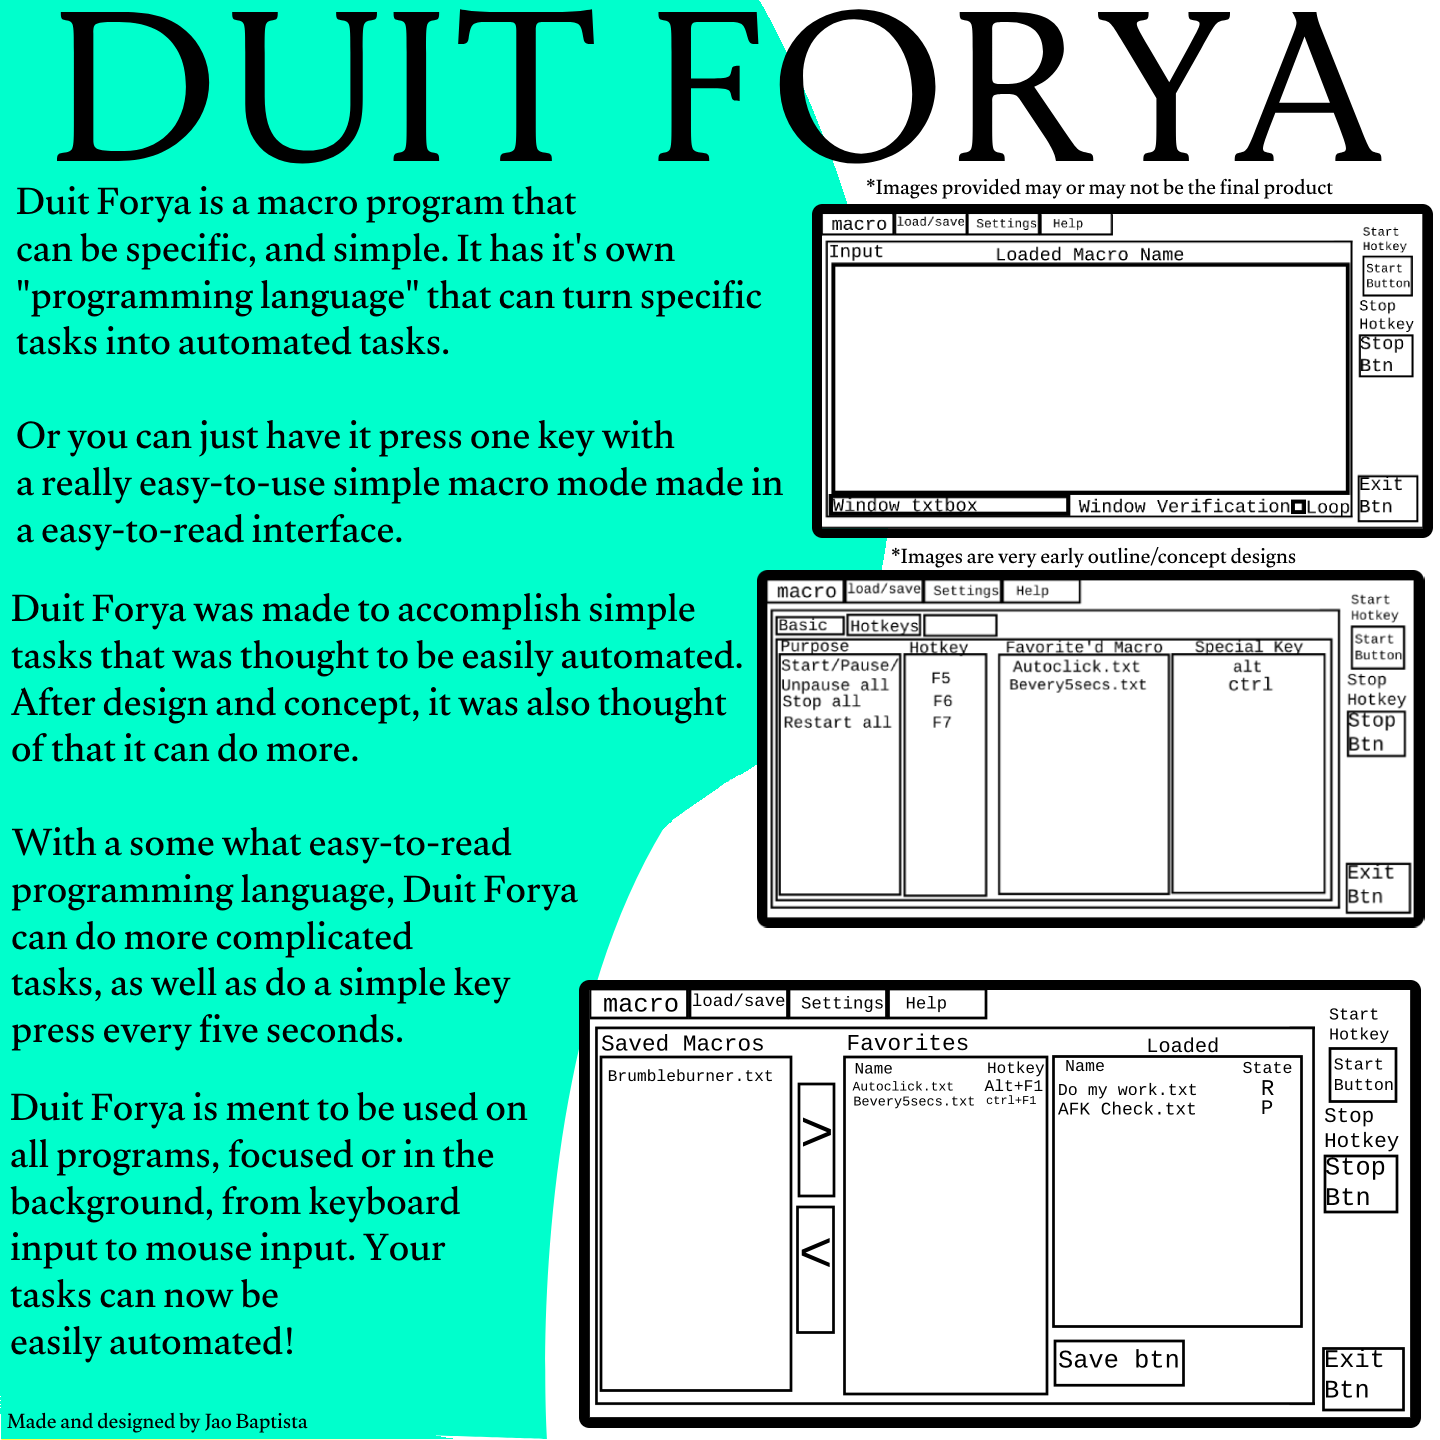 DUIT FORYA
Duit Forya is a macro program that
can be specific, and simple. It has it's own
"programming language" that can turn specific
tasks into automated tasks.
Or you can just have it press one key with
a really easy-to-use simple macro mode made in
a easy-to-read interface.
Duit Forya was made to accomplish simple
tasks that was thought to be easily automated.
After design and concept, it was also thought
of that it can do more.
With a some what easy-to-read
programming language, Duit Forya
can do more complicated
tasks, as well as do a simple key
press every five seconds.
Duit Forya is ment to be used on
all programs, focused or in the
background, from keyboard
input to mouse input. Your
tasks can now be
easily automated!
Made and designed by Jao Baptista
*Images provided may or may not be the final product
macro load/save Settings Help
Input Loaded Macro Name
Window txtbox Window Verification Loop
Start
Hotkey
Start
Button
Stop
Hotkey
Stop
Btn
Exit
Btn
*Images are very early outline/concept designs
macro load/save Settings Help
Basic Hotkeys
Purpose Hotkey Favorite'd Macro Special Key
Start/Pause/
Unpause all F5 Autoclick.txt alt
Stop all F6 Bevery5secs.txt ctrl
Restart all F7
Start
Hotkey
Start
Button
Stop
Hotkey
Stop
Btn
Exit
Btn
macro load/save Settings Help
Saved Macros Favorites Loaded
Brumbleburner.txt
>
<
Name Hotkey
Autoclick.txt Alt+F1
Bevery5secs.txt ctrl+F1
Name State
Do my work.txt R
AFK Check.txt P
Save btn
Start
Hotkey
Start
Button
Stop
Hotkey
Stop
Btn
Exit
Btn